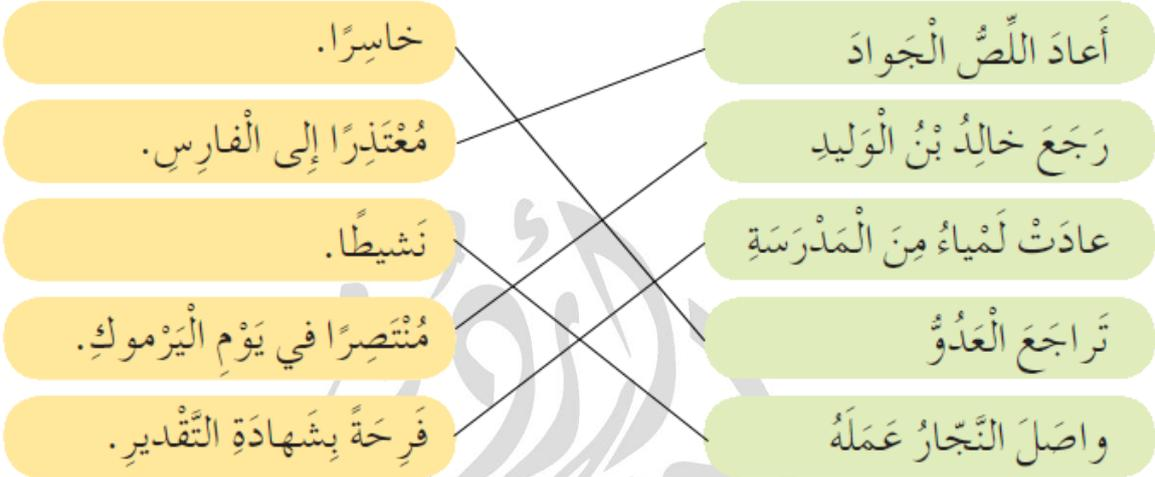 أَعادَ اللِّصُّ الْجَوادَ
خاسِرًا.
رَجَعَ خالِدُ بْنُ الْوَليدِ
مُعْتَذِرًا إِلى الْفارِسِ.
عادَتْ لَمْياءُ مِنَ الْمَدْرَسَةِ
نَشيطًا.
تَراجَعَ الْعَدُوُّ
مُنْتَصِرًا في يَوْمِ الْيَرْموكِ.
واصَلَ النَّجّارُ عَمَلَهُ
فَرِحَةً بِشَهادَةِ التَّقْديرِ.